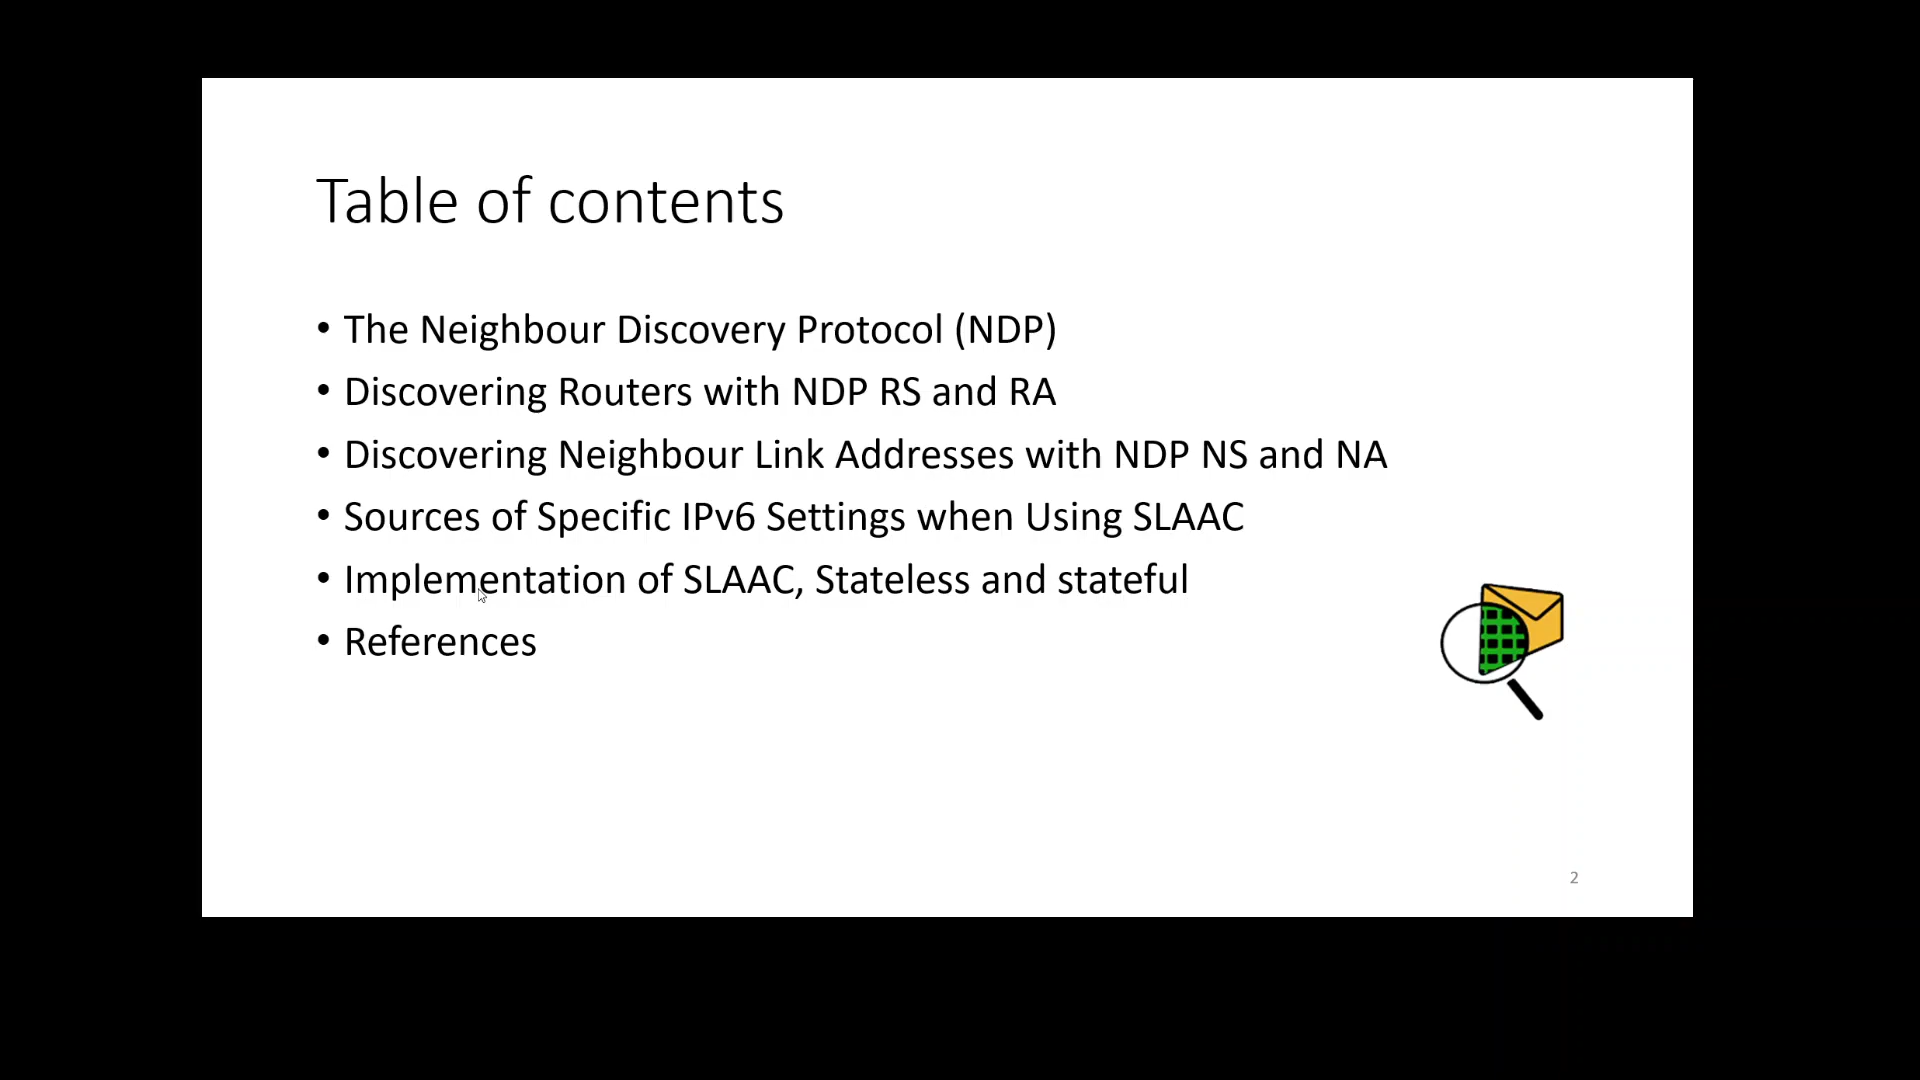 Table of contents
• The Neighbour Discovery Protocol (NDP)
• Discovering Routers with NDP RS and RA
• Discovering Neighbour Link Addresses with NDP NS and NA
• Sources of Specific IPv6 Settings when Using SLAAC
• Implementation of SLAAC, Stateless and stateful
• References
2